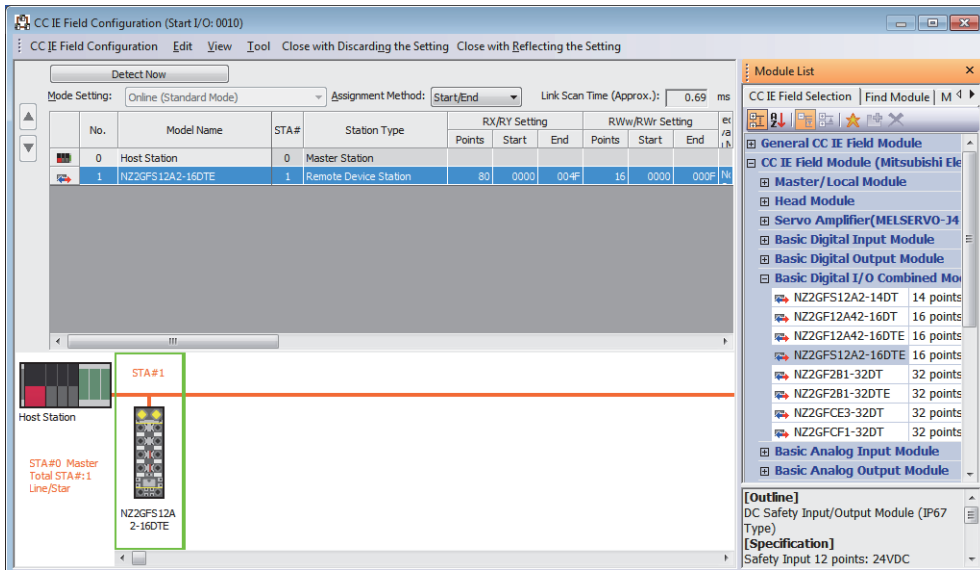 CC IE Field Configuration (Start I/O: 0010)
CC IE Field Configuration Edit View Tool Close with Discarding the Setting Close with Reflecting the Setting
Detect Now
Mode Setting: Online (Standard Mode) Assignment Method: Start/End Link Scan Time (Approx.): 0.69 ms
No. Model Name STA# Station Type RX/RY Setting RWw/RWr Setting
Points Start End Points Start End
0 Host Station 0 Master Station
1 NZ2GFS12A2-16DTE 1 Remote Device Station 80 0000 004F 16 0000 000F
STA#1
Host Station
STA#0 Master
Total STA#:1
Line/Star
NZ2GFS12A
2-16DTE
Module List
CC IE Field Selection Find Module M
General CC IE Field Module
CC IE Field Module (Mitsubishi Ele
Master/Local Module
Head Module
Servo Amplifier(MELSERVO-J4
Basic Digital Input Module
Basic Digital Output Module
Basic Digital I/O Combined Mo
NZ2GFS12A2-14DT 14 points
NZ2GF12A42-16DT 16 points
NZ2GF12A42-16DTE 16 points
NZ2GFS12A2-16DTE 16 points
NZ2GF2B1-32DT 32 points
NZ2GF2B1-32DTE 32 points
NZ2GFCE3-32DT 32 points
NZ2GFCF1-32DT 32 points
Basic Analog Input Module
Basic Analog Output Module
[Outline]
DC Safety Input/Output Module (IP67
Type)
[Specification]
Safety Input 12 points: 24VDC